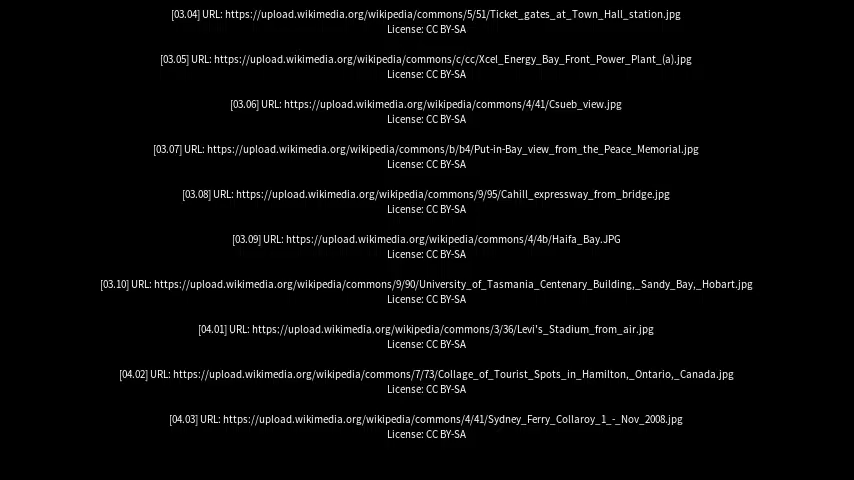 [03.04] URL: https://upload.wikimedia.org/wikipedia/commons/5/51/Ticket_gates_at_Town_Hall_station.jpg
License: CC BY-SA
[03.05] URL: https://upload.wikimedia.org/wikipedia/commons/c/cc/Xcel_Energy_Bay_Front_Power_Plant_(a).jpg
License: CC BY-SA
[03.06] URL: https://upload.wikimedia.org/wikipedia/commons/4/41/Csueb_view.jpg
License: CC BY-SA
[03.07] URL: https://upload.wikimedia.org/wikipedia/commons/b/b4/Put-in-Bay_view_from_the_Peace_Memorial.jpg
License: CC BY-SA
[03.08] URL: https://upload.wikimedia.org/wikipedia/commons/9/95/Cahill_expressway_from_bridge.jpg
License: CC BY-SA
[03.09] URL: https://upload.wikimedia.org/wikipedia/commons/4/4b/Haifa_Bay.JPG
License: CC BY-SA
[03.10] URL: https://upload.wikimedia.org/wikipedia/commons/9/90/University_of_Tasmania_Centenary_Building,_Sandy_Bay,_Hobart.jpg
License: CC BY-SA
[04.01] URL: https://upload.wikimedia.org/wikipedia/commons/3/36/Levi's_Stadium_from_air.jpg
License: CC BY-SA
[04.02] URL: https://upload.wikimedia.org/wikipedia/commons/7/73/Collage_of_Tourist_Spots_in_Hamilton,_Ontario,_Canada.jpg
License: CC BY-SA
[04.03] URL: https://upload.wikimedia.org/wikipedia/commons/4/41/Sydney_Ferry_Collaroy_1_-_Nov_2008.jpg
License: CC BY-SA